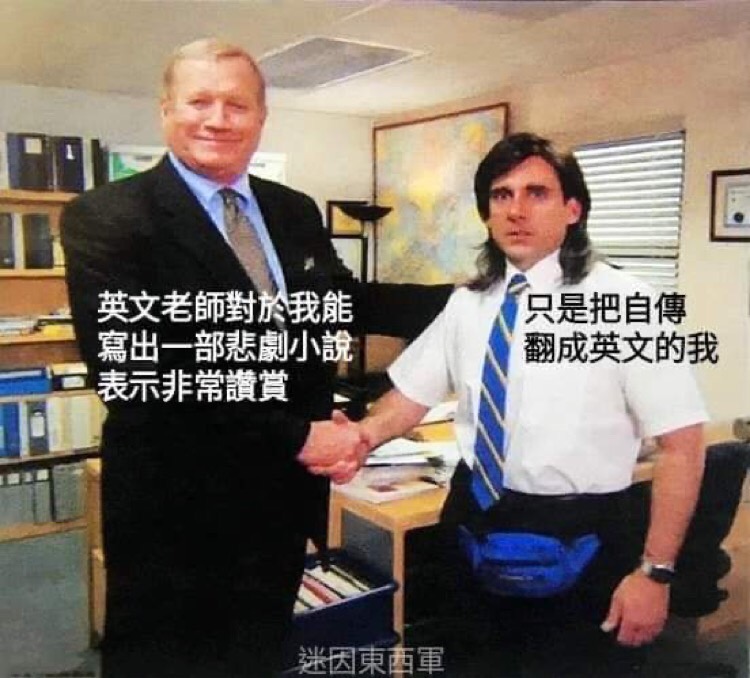 英文老師對於我能
寫出一部悲劇小說
表示非常讚賞
只是把自傳
翻成英文的我
迷因東西軍